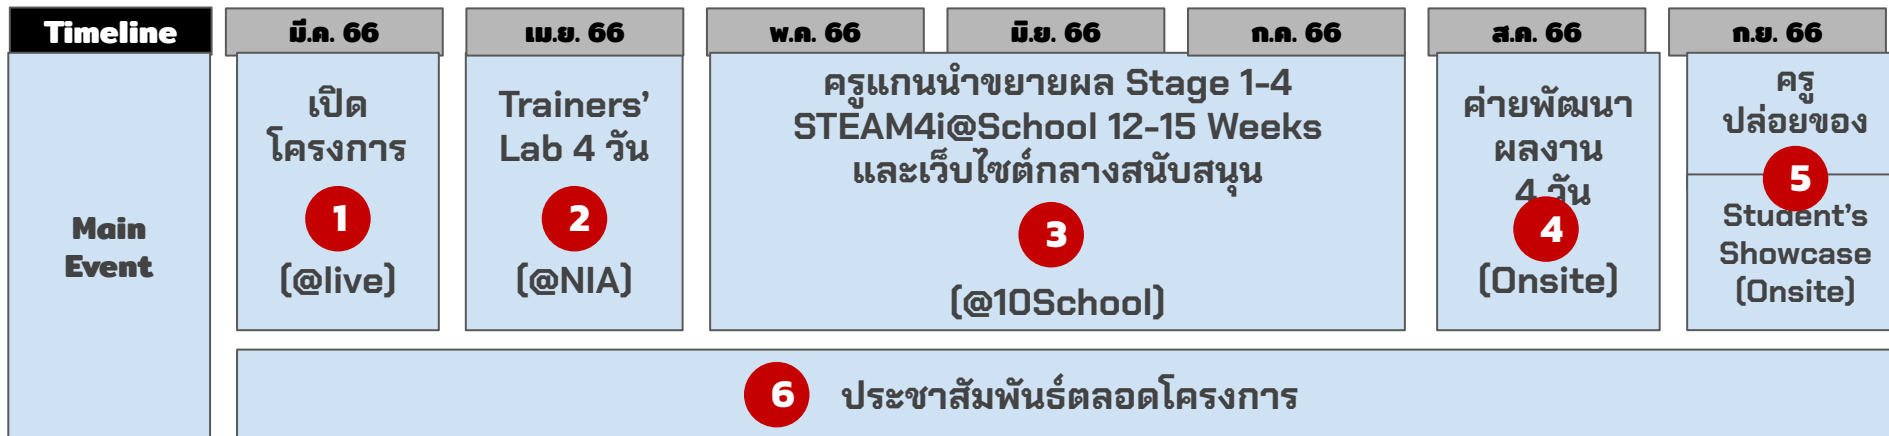 Timeline
มี.ค. 66
เม.ย. 66
พ.ค. 66
มิ.ย. 66
ก.ค. 66
ส.ค. 66
ก.ย. 66
Main
Event
เปิด
โครงการ
1
(@live)
Trainers’
Lab 4 วัน
2
(@NIA)
ครูแกนนำขยายผล Stage 1-4
STEAM4i@School 12-15 Weeks
และเว็บไซต์กลางสนับสนุน
3
(@10School)
ค่ายพัฒนา
ผลงาน
4 วัน
4
(Onsite)
ครู
ปล่อยของ
5
Student’s
Showcase
(Onsite)
6 ประชาสัมพันธ์ตลอดโครงการ